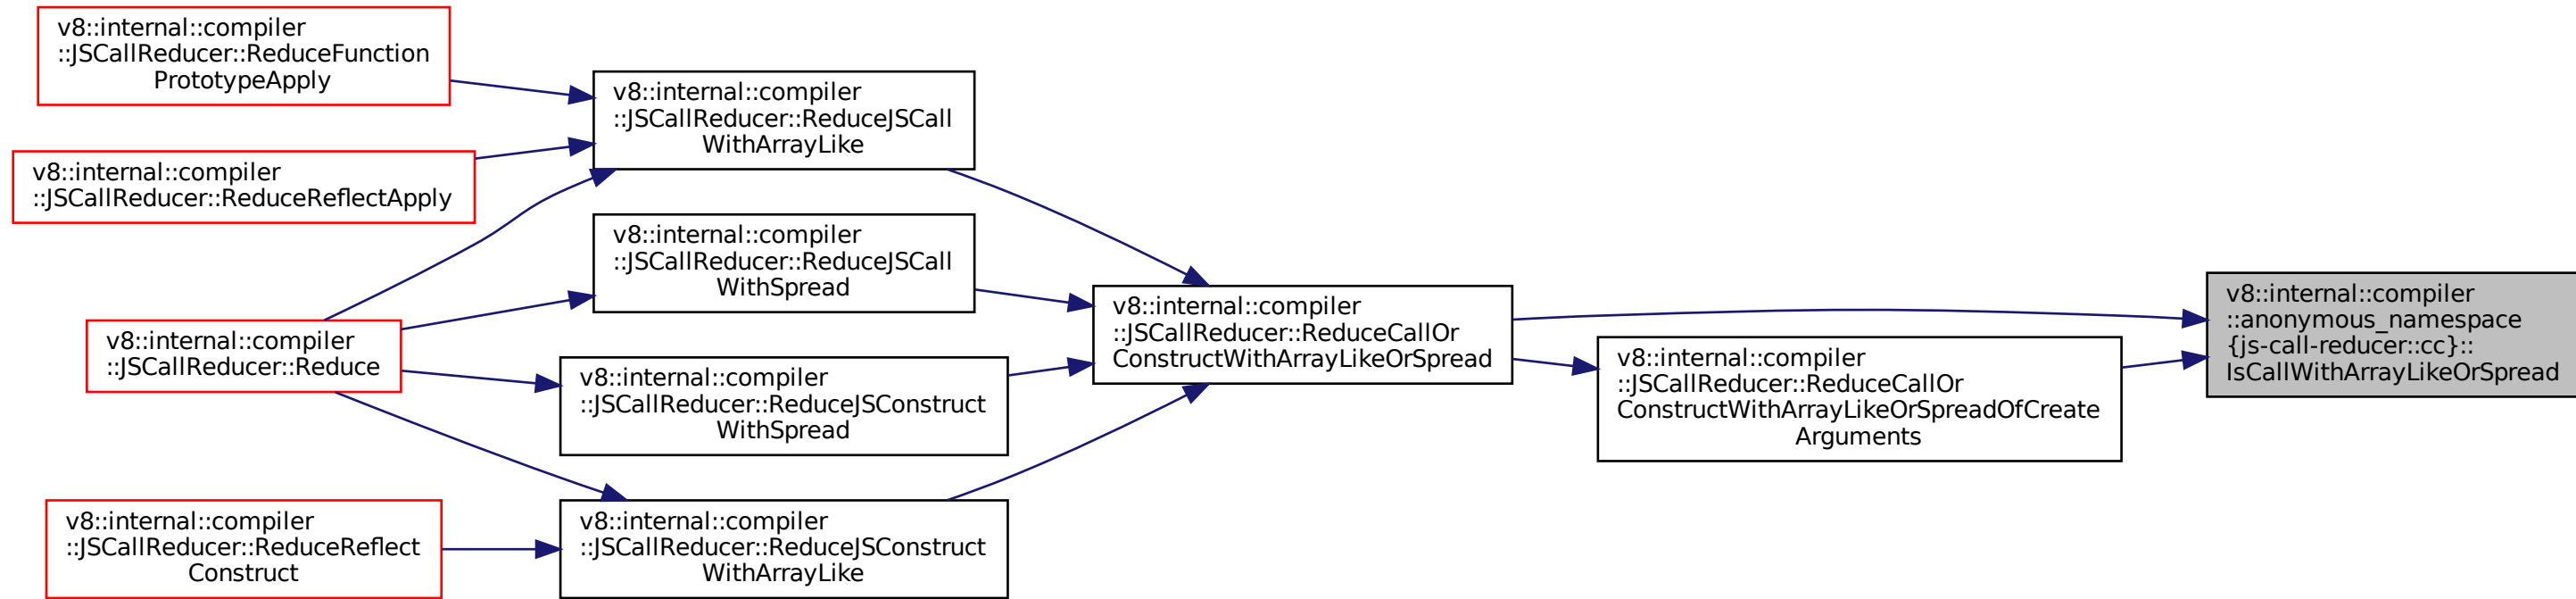 v8::internal::compiler
::JSCallReducer::ReduceFunction
PrototypeApply
v8::internal::compiler
::JSCallReducer::ReduceReflectApply
v8::internal::compiler
::JSCallReducer::Reduce
v8::internal::compiler
::JSCallReducer::ReduceReflect
Construct
v8::internal::compiler
::JSCallReducer::ReduceJSCall
WithArrayLike
v8::internal::compiler
::JSCallReducer::ReduceJSCall
WithSpread
v8::internal::compiler
::JSCallReducer::ReduceJSConstruct
WithSpread
v8::internal::compiler
::JSCallReducer::ReduceJSConstruct
WithArrayLike
v8::internal::compiler
::JSCallReducer::ReduceCallOr
ConstructWithArrayLikeOrSpread
v8::internal::compiler
::JSCallReducer::ReduceCallOr
ConstructWithArrayLikeOrSpreadOfCreate
Arguments
v8::internal::compiler
::anonymous_namespace
{js-call-reducer::cc}::
IsCallWithArrayLikeOrSpread